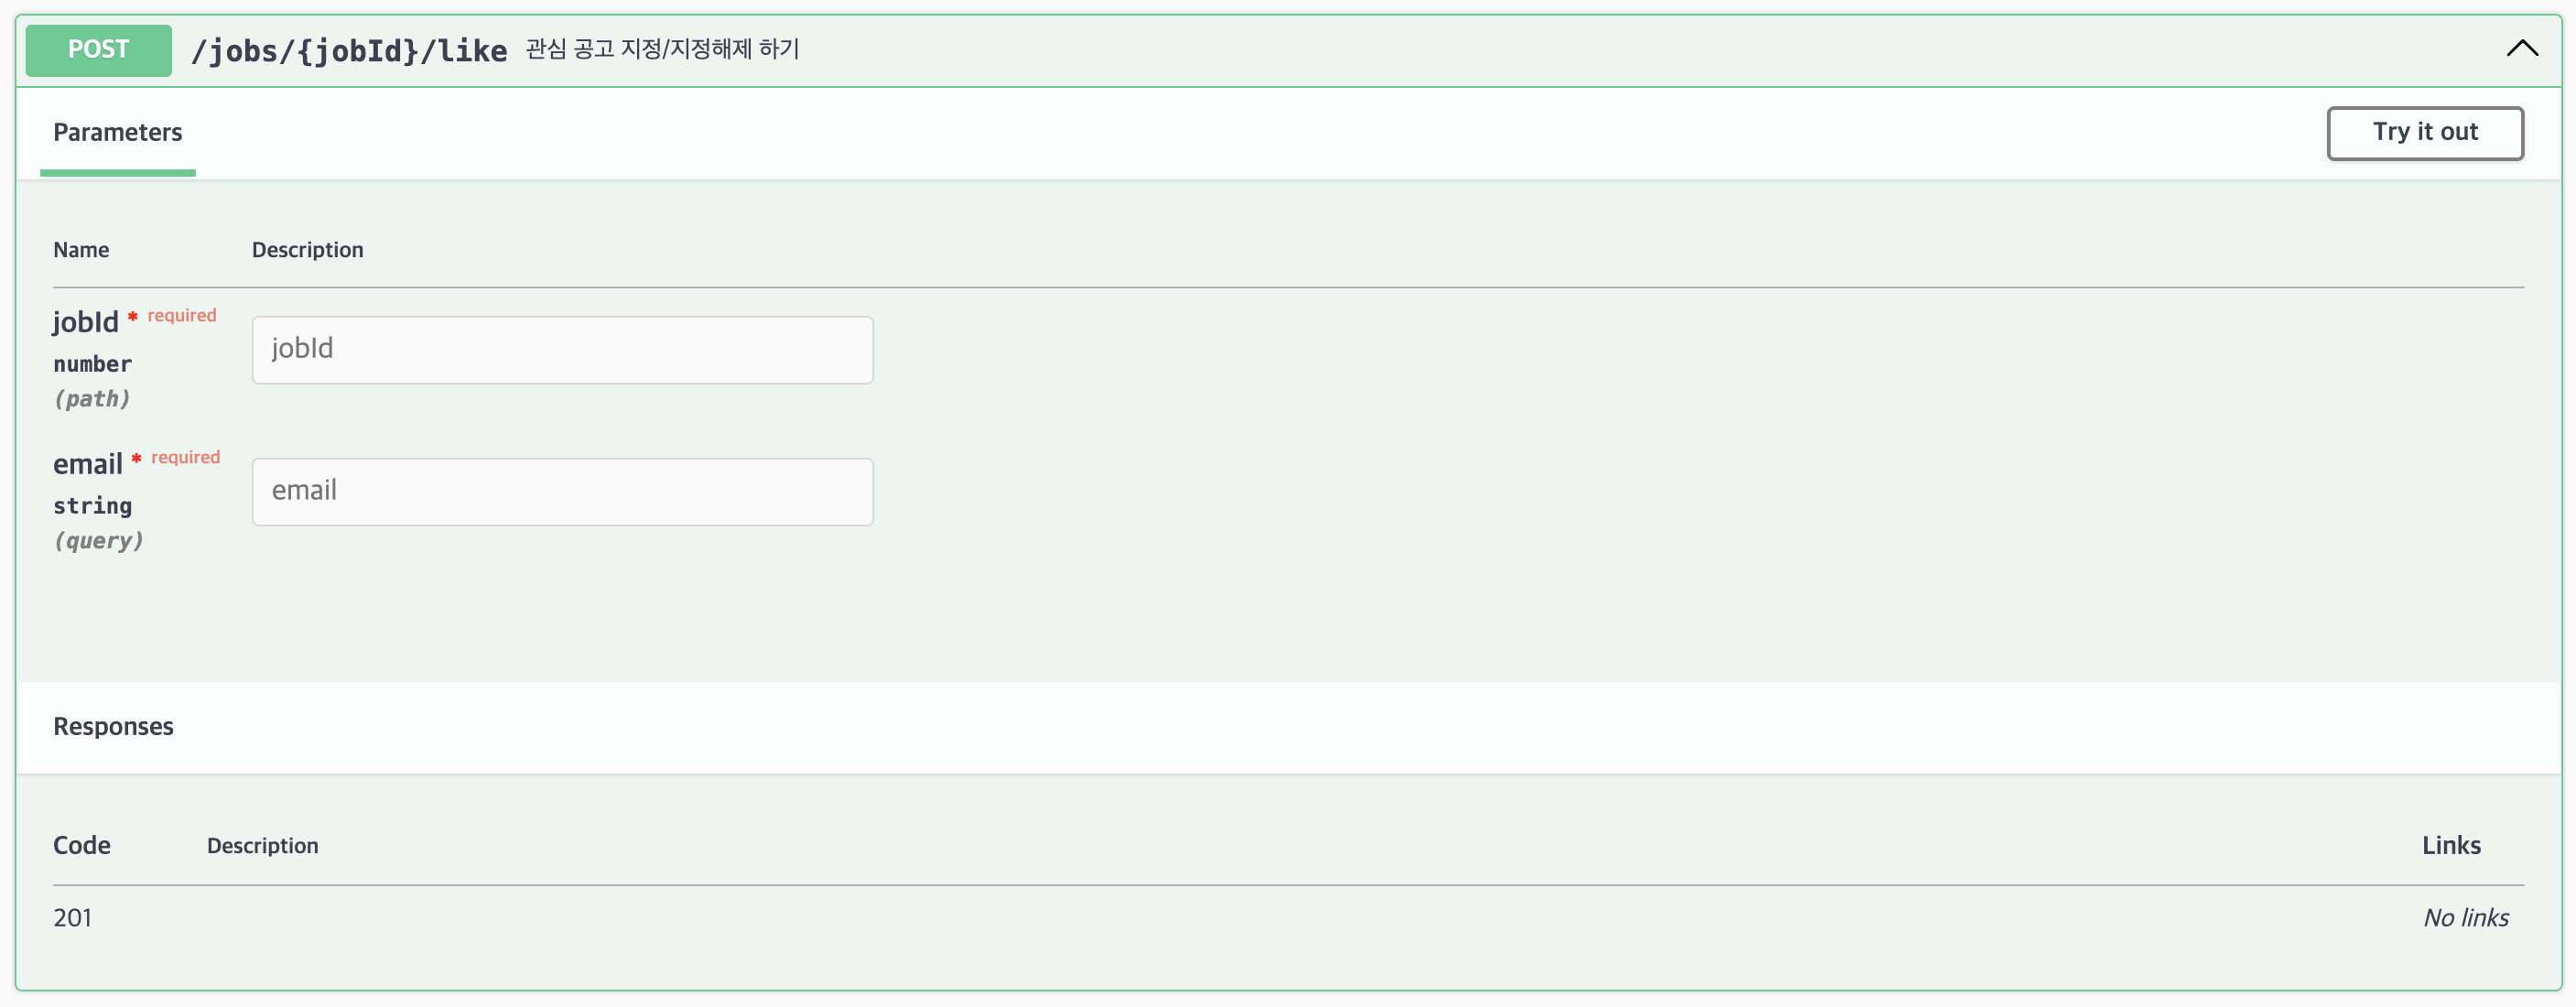 POST /jobs/{jobId}/like 관심 공고 지정/지정해제 하기
Parameters
Try it out
Name Description
jobId * required
number
(path)
jobId
email * required
string
(query)
email
Responses
Code Description Links
201 No links